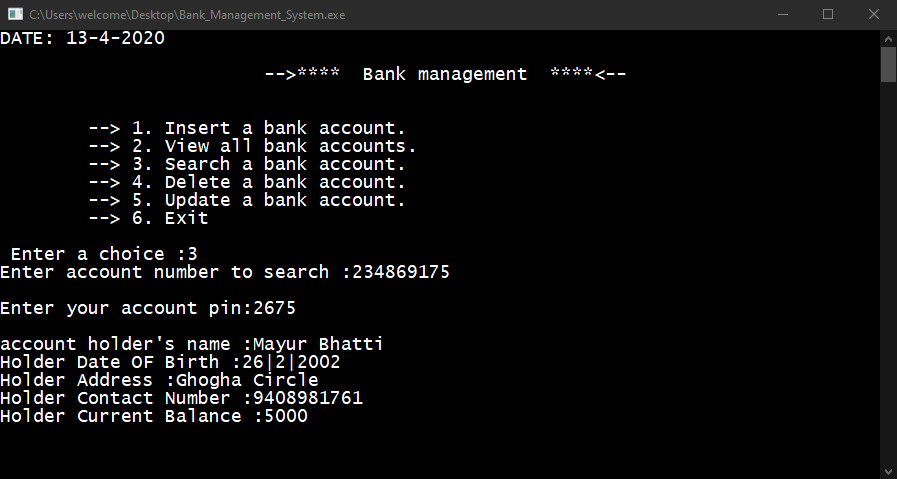 C:\Users\welcome\Desktop\Bank_Management_System.exe
DATE: 13-4-2020
-->**** Bank management ****<--
--> 1. Insert a bank account.
--> 2. View all bank accounts.
--> 3. Search a bank account.
--> 4. Delete a bank account.
--> 5. Update a bank account.
--> 6. Exit
Enter a choice :3
Enter account number to search :234869175
Enter your account pin:2675
account holder's name :Mayur Bhatti
Holder Date OF Birth :26|2|2002
Holder Address :Ghogha Circle
Holder Contact Number :9408981761
Holder Current Balance :5000